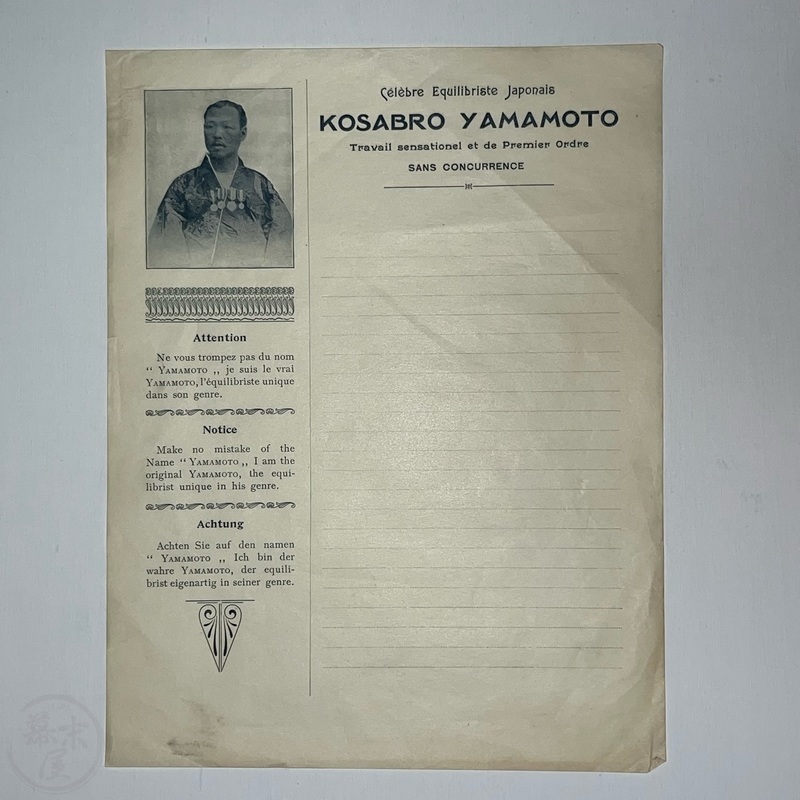 Célèbre Equilibriste Japonais
KOSABRO YAMAMOTO
Travail sensationel et de Premier Ordre
SANS CONCURRENCE
Attention
Ne vous trompez pas du nom
“ YAMAMOTO ,, je suis le vrai
YAMAMOTO, l'équilibriste unique
dans son genre.
Notice
Make no mistake of the
Name “ YAMAMOTO ,, I am the
original YAMAMOTO, the equi-
librist unique in his genre.
Achtung
Achten Sie auf den namen
“ YAMAMOTO ,, Ich bin der
wahre YAMAMOTO, der equili-
brist eigenartig in seiner genre.
幕末屋